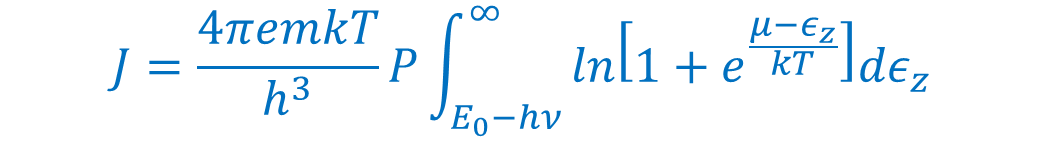 J = \frac{4\pi emkT}{h^3} P \int_{E_0-h\nu}^{\infty} ln\left[1 + e^{\frac{\mu-\epsilon_z}{kT}}\right] d\epsilon_z